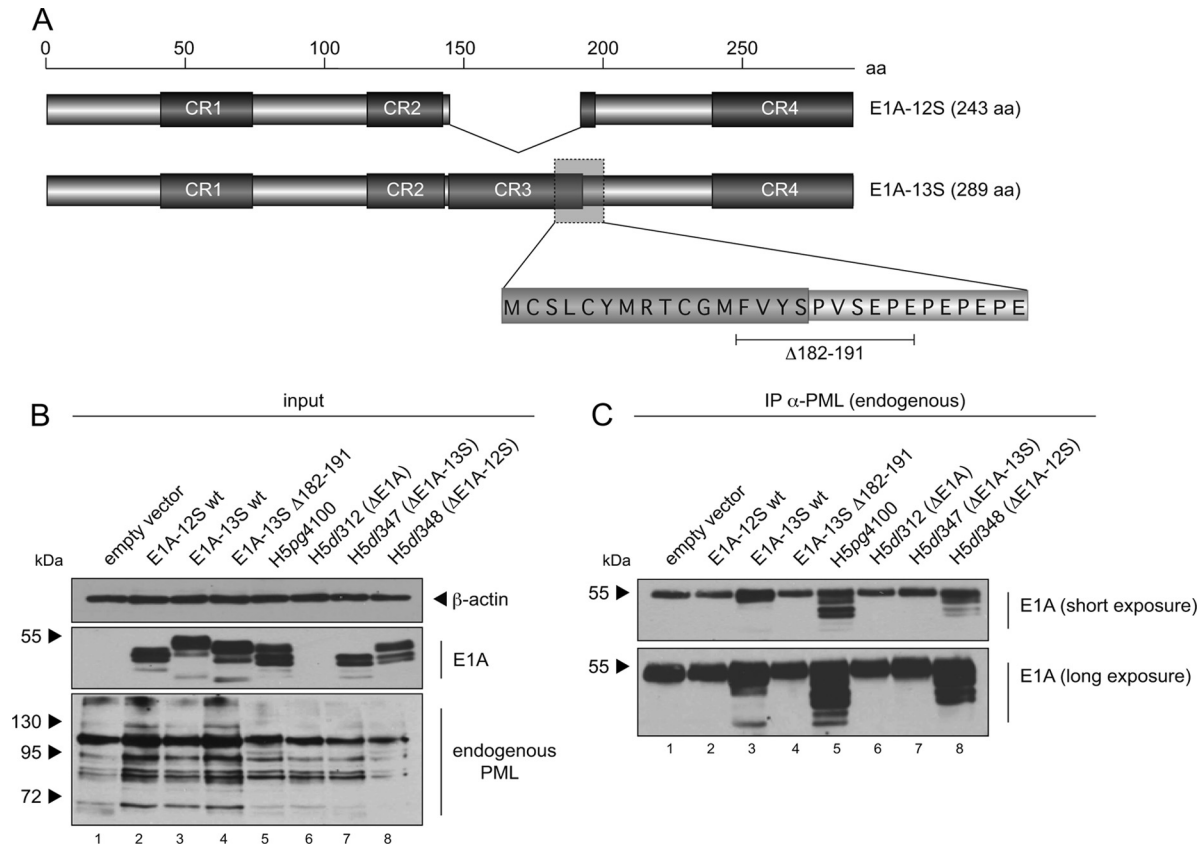 A
0 50 100 150 200 250
aa
CR1 CR2 CR4 E1A-12S (243 aa)
CR1 CR2 CR3 CR4 E1A-13S (289 aa)
MCSLCYMRTCGMFVYSPVSEPEPEPEPE
Δ182-191
B
input
kDa
empty vector
E1A-12S wt
E1A-13S wt
E1A-13S Δ182-191
H5pg4100
H5dl312 (ΔE1A)
H5dl347 (ΔE1A-13S)
H5dl348 (ΔE1A-12S)
β-actin
55
E1A
130
95
72
endogenous
PML
1 2 3 4 5 6 7 8
C
IP α-PML (endogenous)
kDa
empty vector
E1A-12S wt
E1A-13S wt
E1A-13S Δ182-191
H5pg4100
H5dl312 (ΔE1A)
H5dl347 (ΔE1A-13S)
H5dl348 (ΔE1A-12S)
55
E1A (short exposure)
55
E1A (long exposure)
1 2 3 4 5 6 7 8